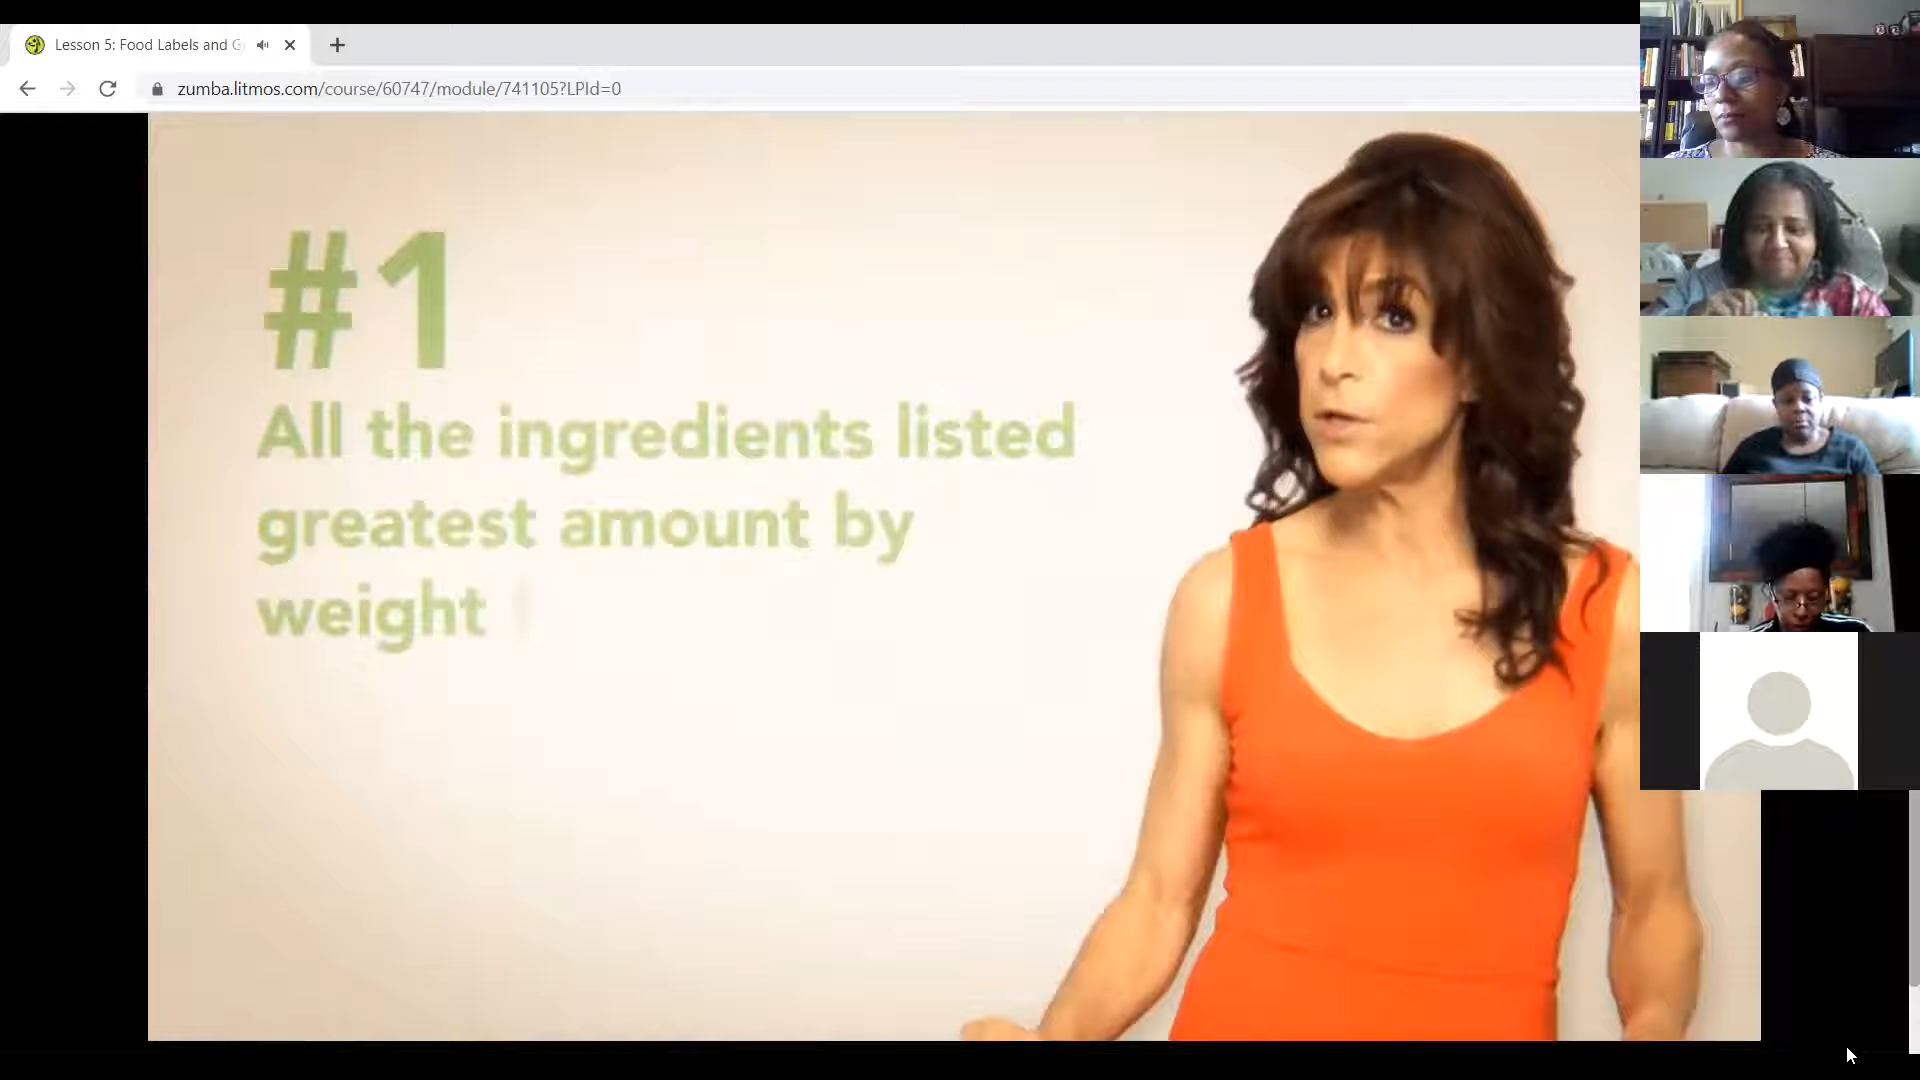 Lesson 5: Food Labels and G
zumba.litmos.com/course/60747/module/741105?LPId=0
#1
All the ingredients listed
greatest amount by
weight